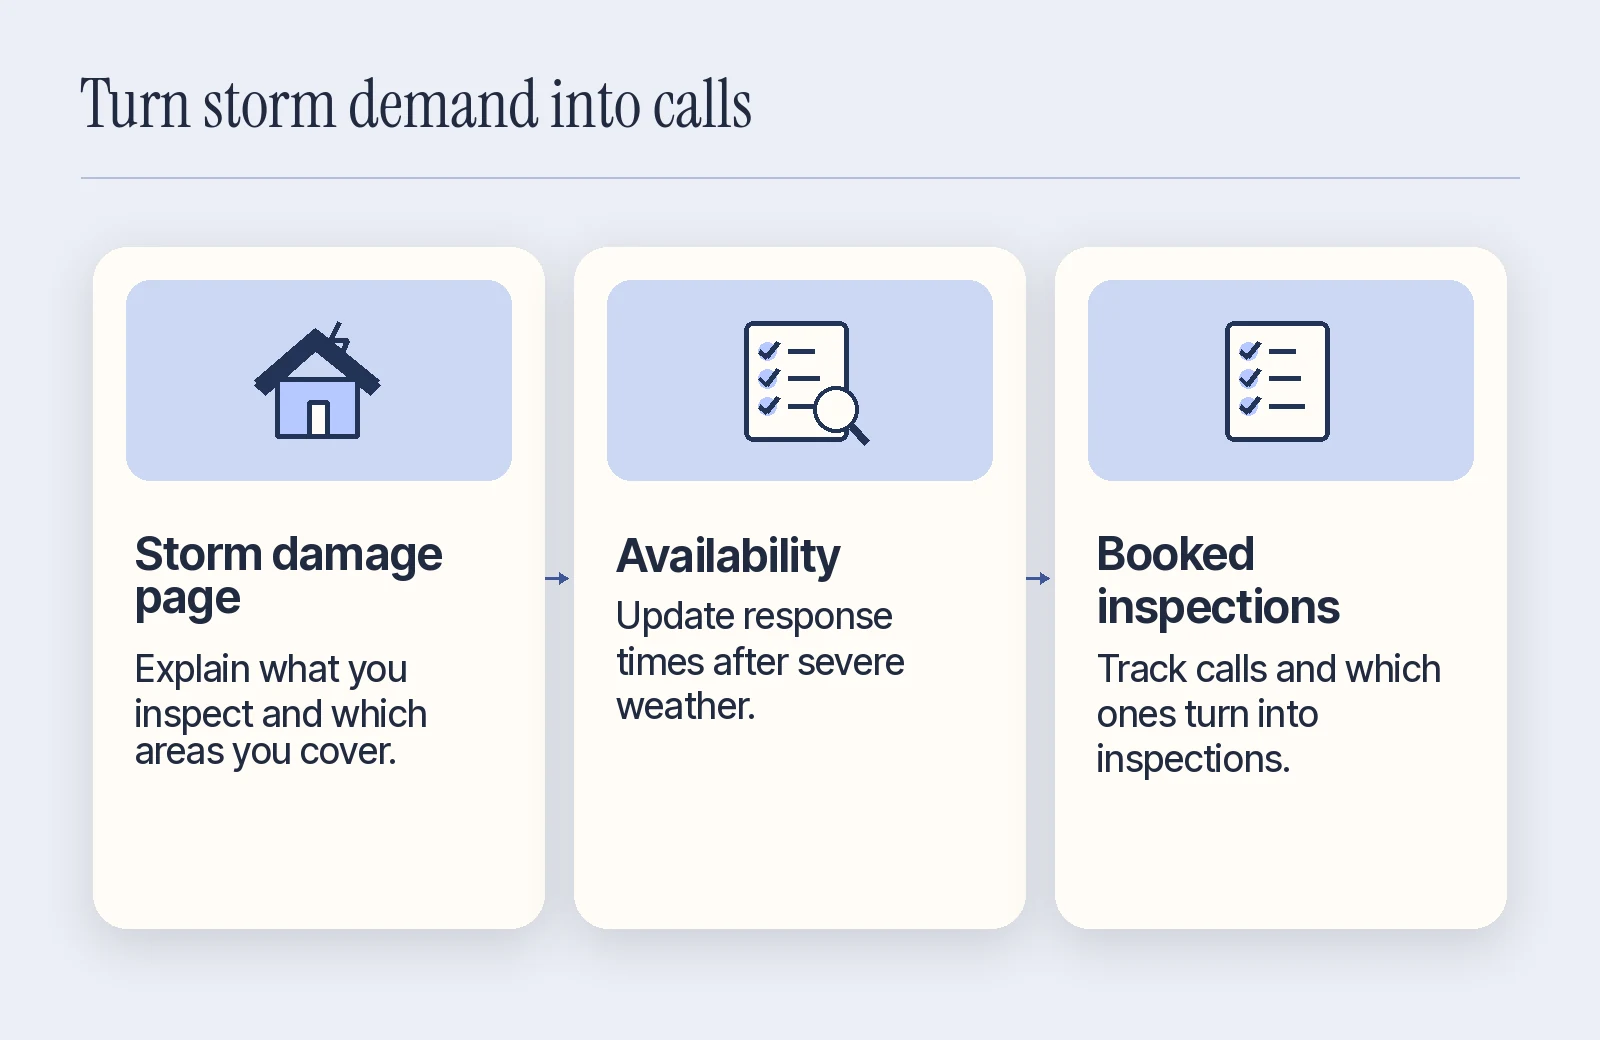 Turn storm demand into calls
Storm damage
page
Explain what you
inspect and which
areas you cover.
Availability
Update response
times after severe
weather.
Booked
inspections
Track calls and which
ones turn into
inspections.